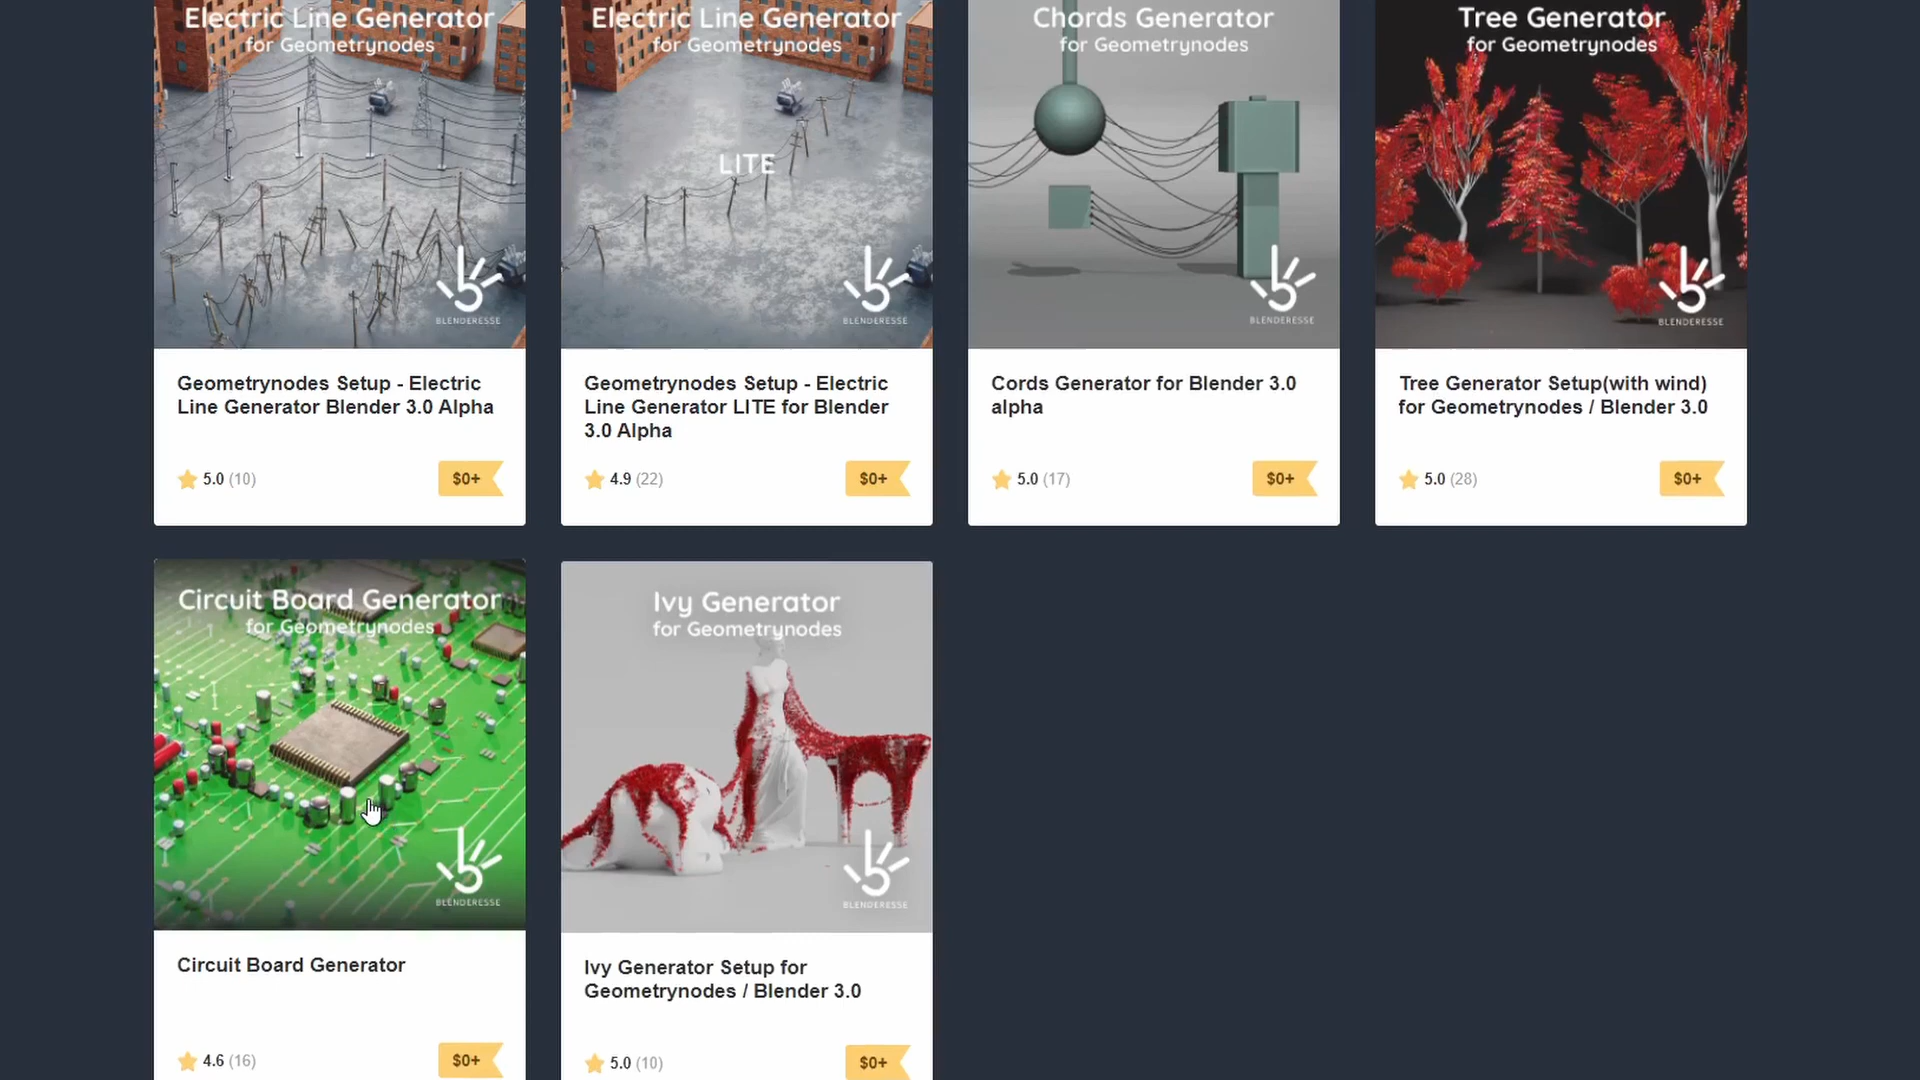 Electric Line Generator
for Geometrynodes
BLENDERESSE
Geometrynodes Setup - Electric
Line Generator Blender 3.0 Alpha
5.0 (10)
$0+
Electric Line Generator
for Geometrynodes
LITE
BLENDERESSE
Geometrynodes Setup - Electric
Line Generator LITE for Blender
3.0 Alpha
4.9 (22)
$0+
Chords Generator
for Geometrynodes
BLENDERESSE
Cords Generator for Blender 3.0
alpha
5.0 (17)
$0+
Tree Generator
for Geometrynodes
BLENDERESSE
Tree Generator Setup(with wind)
for Geometrynodes / Blender 3.0
5.0 (28)
$0+
Circuit Board Generator
for Geometrynodes
BLENDERESSE
Circuit Board Generator
4.6 (16)
$0+
Ivy Generator
for Geometrynodes
BLENDERESSE
Ivy Generator Setup for
Geometrynodes / Blender 3.0
5.0 (10)
$0+